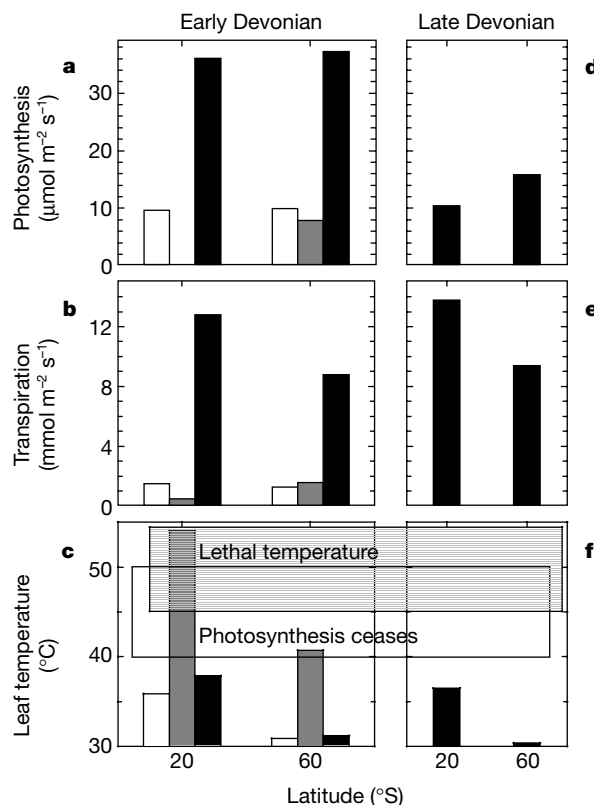 Early Devonian Late Devonian
a
d
Photosynthesis
(μmol m⁻² s⁻¹)
30
20
10
0
b
e
Transpiration
(mmol m⁻² s⁻¹)
12
8
4
0
c
f
Lethal temperature
Photosynthesis ceases
Leaf temperature
(°C)
50
40
30
20 60 20 60
Latitude (°S)